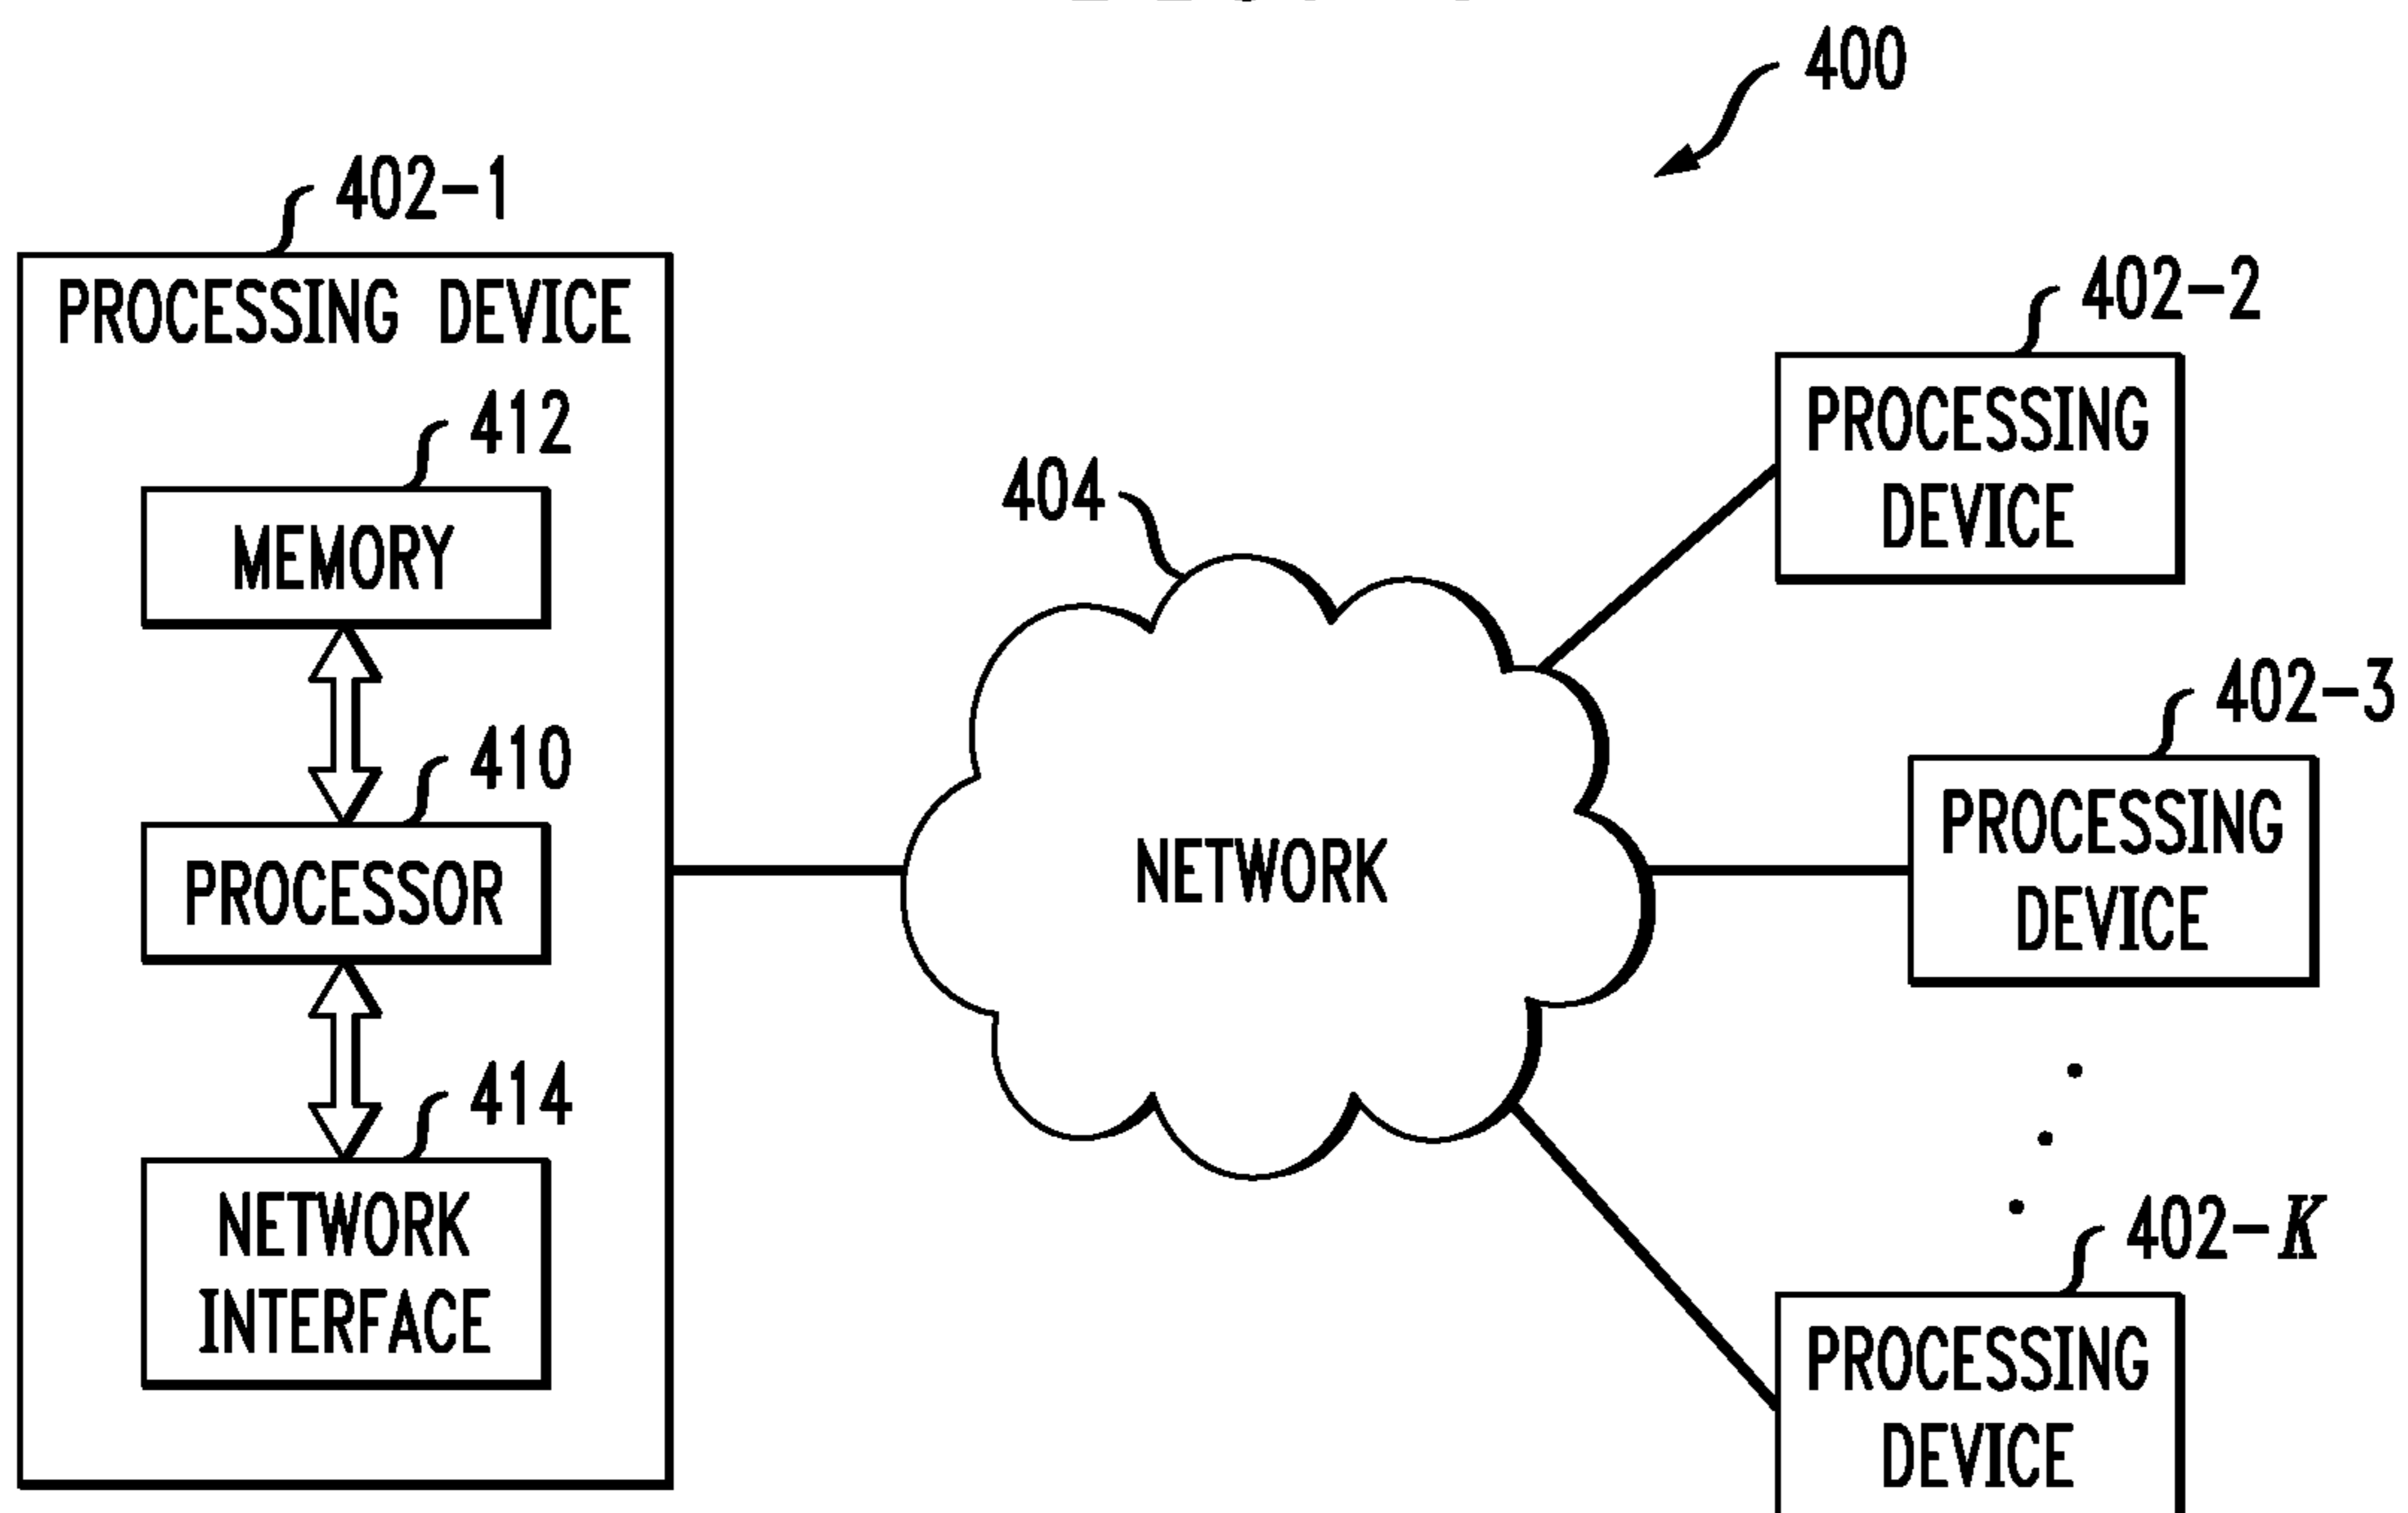 400
402-1
PROCESSING DEVICE
412
MEMORY
410
PROCESSOR
414
NETWORK
INTERFACE
404
NETWORK
402-2
PROCESSING
DEVICE
402-3
PROCESSING
DEVICE
402-K
PROCESSING
DEVICE